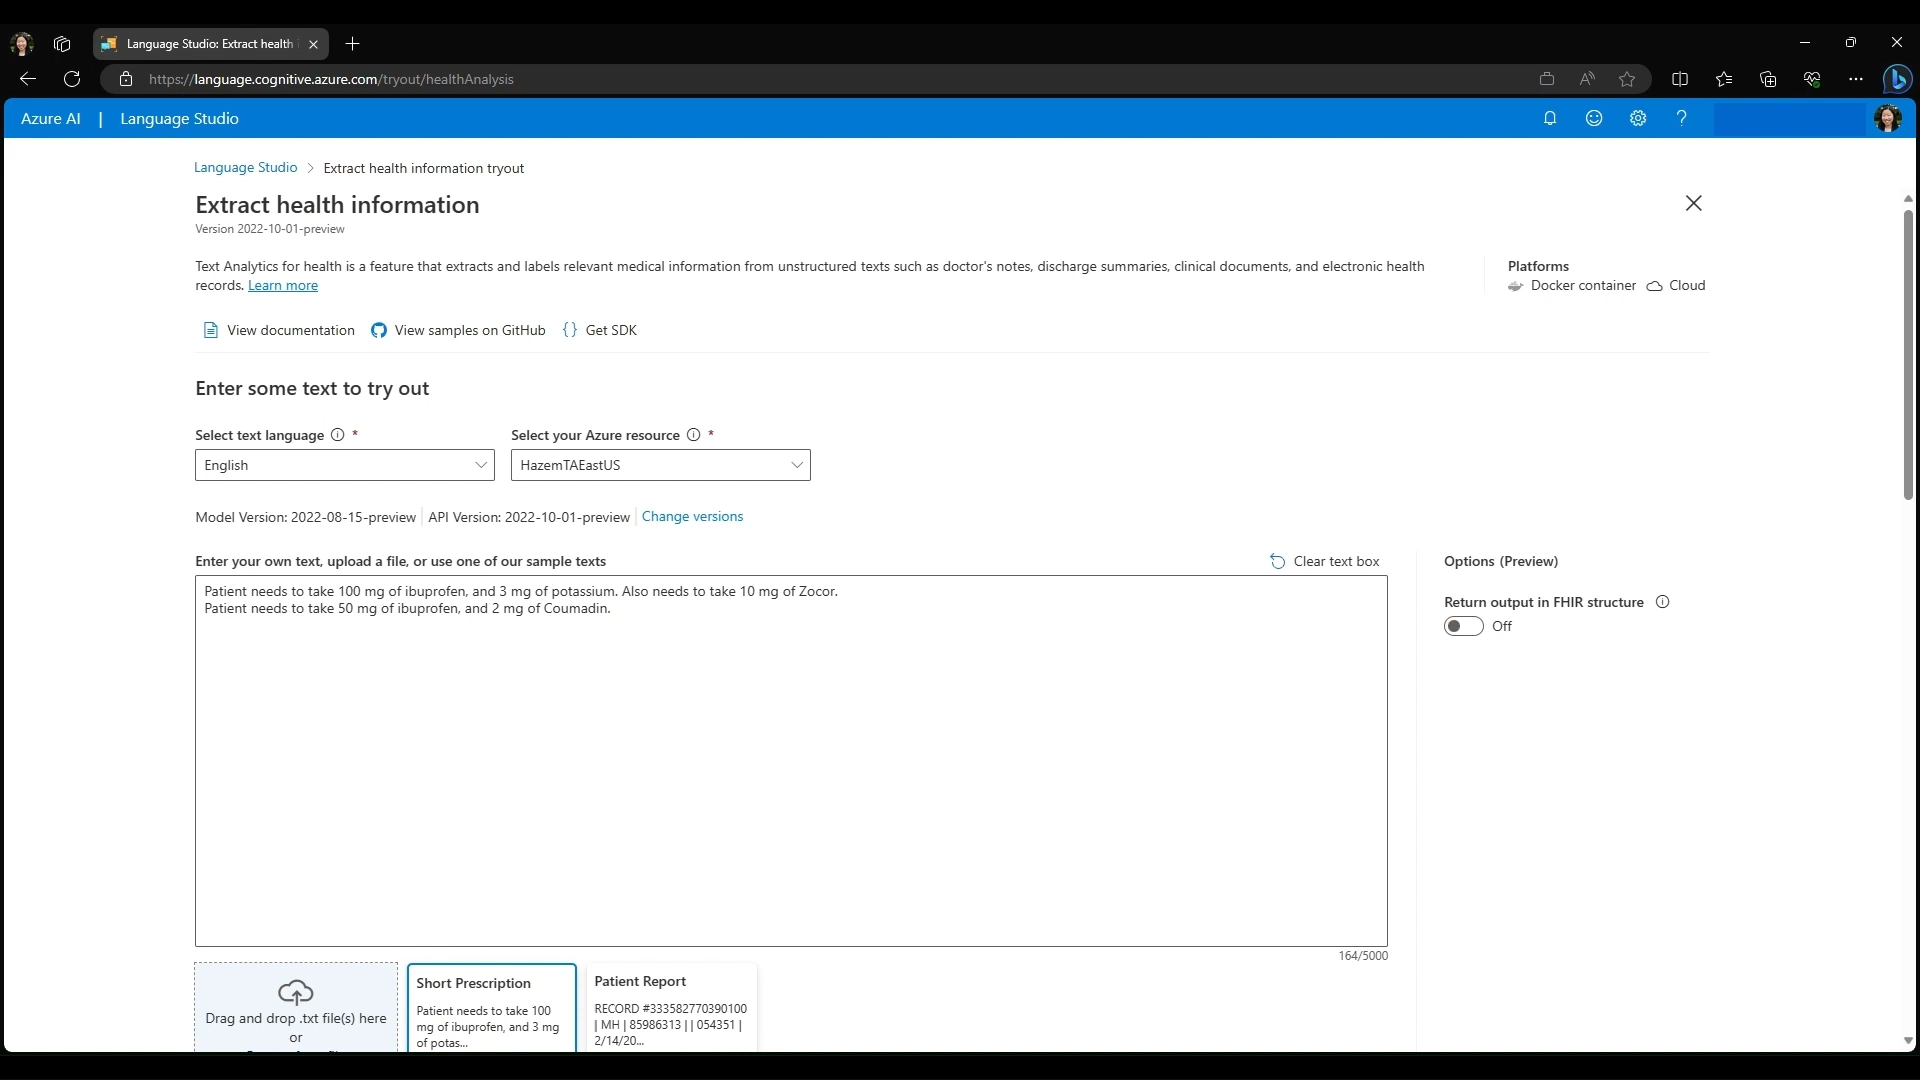 Language Studio: Extract health i
https://language.cognitive.azure.com/tryout/healthAnalysis
Azure AI | Language Studio
Language Studio > Extract health information tryout
Extract health information
Version 2022-10-01-preview
Text Analytics for health is a feature that extracts and labels relevant medical information from unstructured texts such as doctor's notes, discharge summaries, clinical documents, and electronic health
records. Learn more
Platforms
Docker container Cloud
View documentation View samples on GitHub {} Get SDK
Enter some text to try out
Select text language *
English
Select your Azure resource *
HazemTAEastUS
Model Version: 2022-08-15-preview | API Version: 2022-10-01-preview | Change versions
Enter your own text, upload a file, or use one of our sample texts
Clear text box
Patient needs to take 100 mg of ibuprofen, and 3 mg of potassium. Also needs to take 10 mg of Zocor.
Patient needs to take 50 mg of ibuprofen, and 2 mg of Coumadin.
164/5000
Options (Preview)
Return output in FHIR structure
Off
Drag and drop .txt file(s) here
or
Short Prescription
Patient needs to take 100
mg of ibuprofen, and 3 mg
of potas...
Patient Report
RECORD #333582770390100
| MH | 85986313 | | 054351 |
2/14/20...